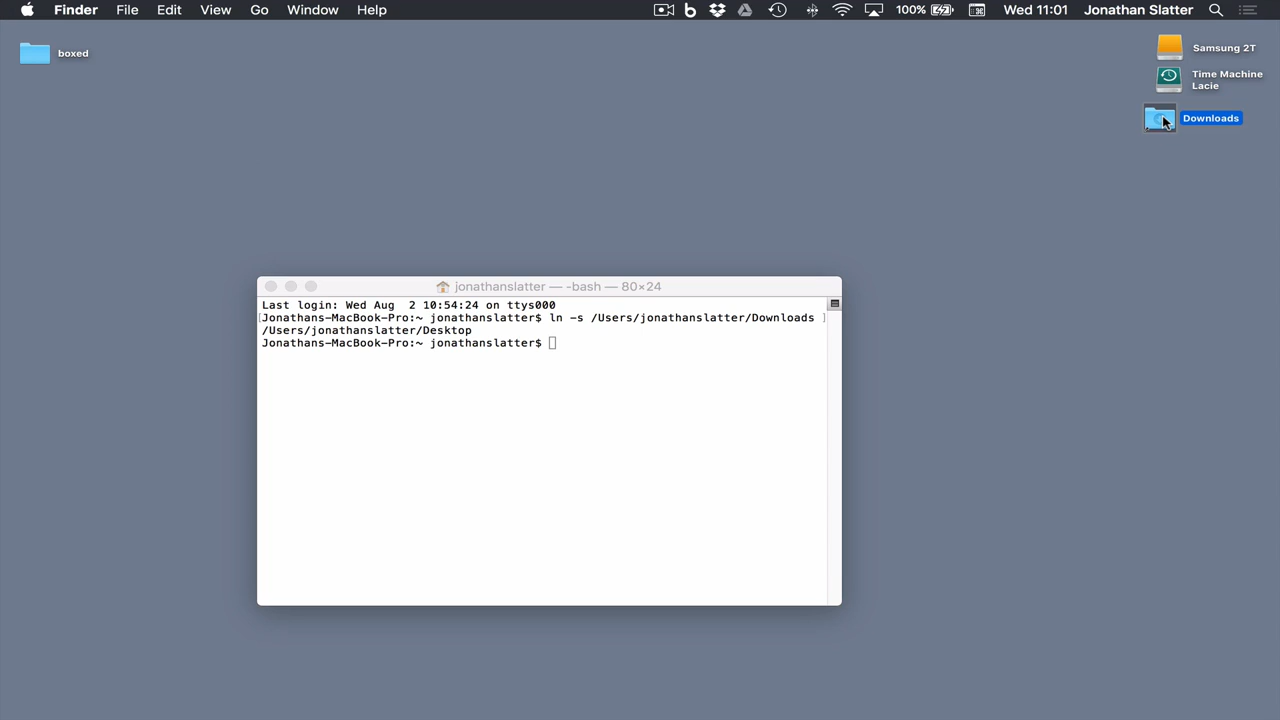 Finder File Edit View Go Window Help 100% Wed 11:01 Jonathan Slatter
boxed
Samsung 2T
Time Machine
Lacie
Downloads
jonathanslatter — -bash — 80×24
Last login: Wed Aug  2 10:54:24 on ttys000
[Jonathans-MacBook-Pro:~ jonathanslatter$ ln -s /Users/jonathanslatter/Downloads ]
/Users/jonathanslatter/Desktop
Jonathans-MacBook-Pro:~ jonathanslatter$